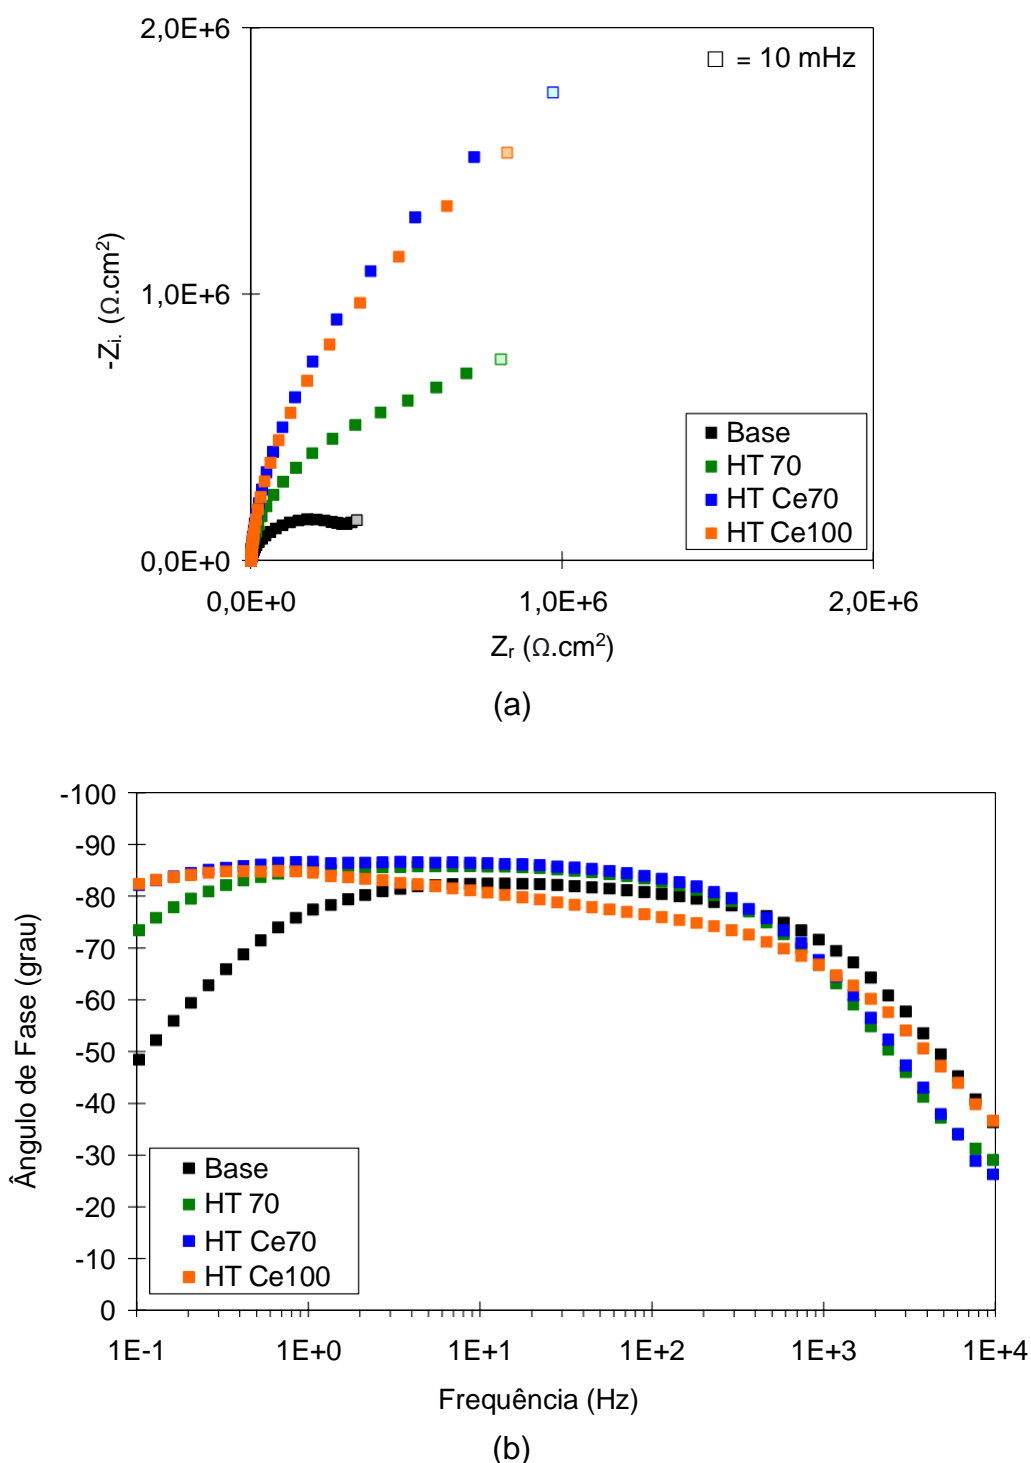 2,0E+6
□ = 10 mHz
-Zi. (Ω.cm²)
1,0E+6
Base
HT 70
HT Ce70
HT Ce100
0,0E+0
0,0E+0 1,0E+6 2,0E+6
Zr (Ω.cm²)
(a)
-100
-90
-80
-70
-60
-50
-40
-30
-20
-10
0
Ângulo de Fase (grau)
Base
HT 70
HT Ce70
HT Ce100
1E-1 1E+0 1E+1 1E+2 1E+3 1E+4
Frequência (Hz)
(b)